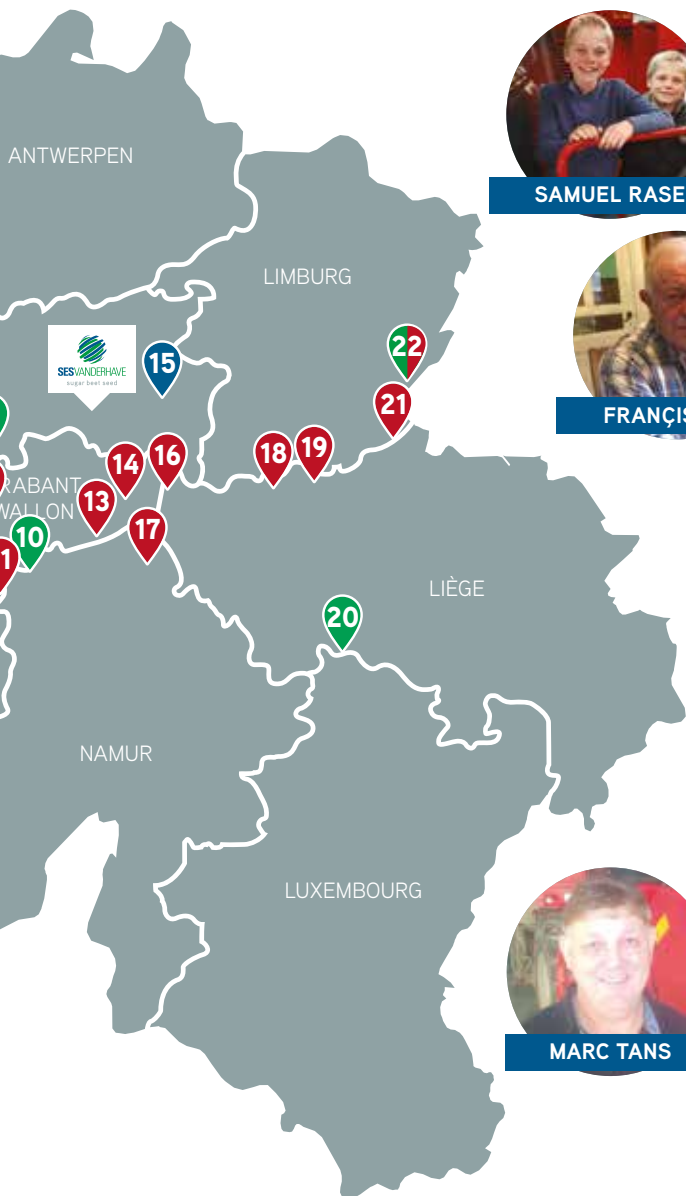 ANTWERPEN
SAMUEL RASE
LIMBURG
FRANÇIS
SESVANDERHAVE
sugar beet seed
15
22
21
18
19
14
16
RABANT
WALLON
13
17
10
1
20
LIÈGE
NAMUR
LUXEMBOURG
MARC TANS